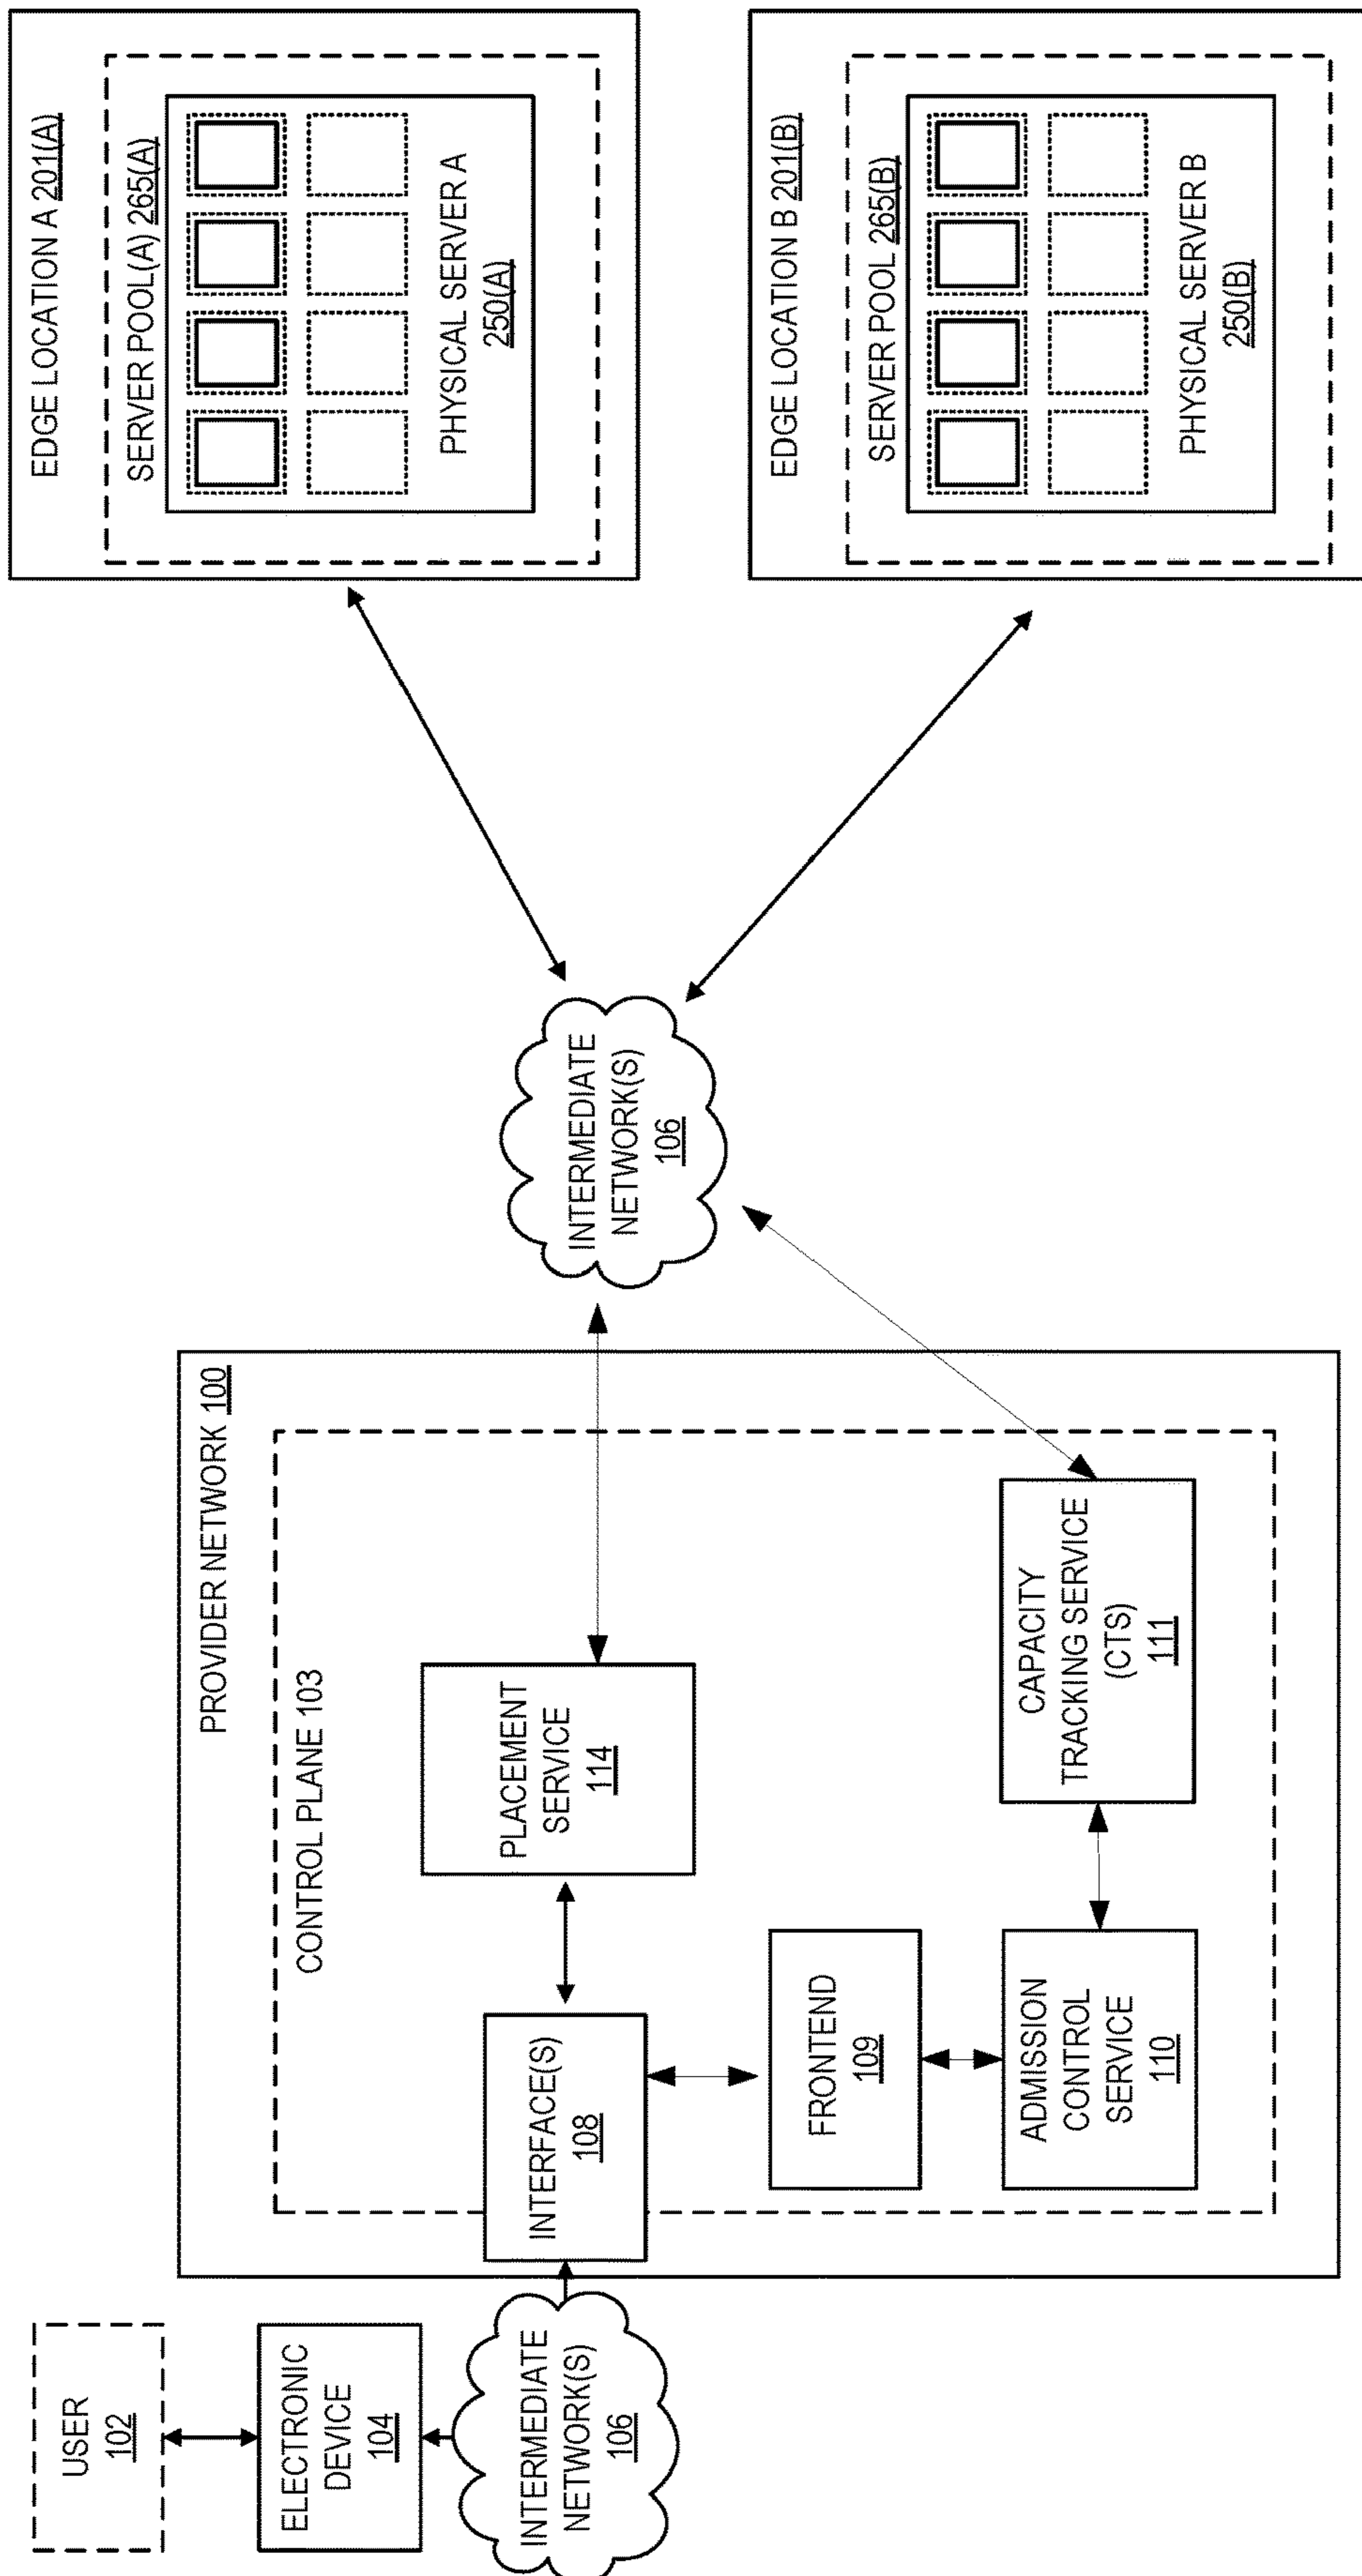 USER
102
ELECTRONIC
DEVICE
104
INTERMEDIATE
NETWORK(S)
106
PROVIDER NETWORK 100
CONTROL PLANE 103
INTERFACE(S)
108
PLACEMENT
SERVICE
114
FRONTEND
109
ADMISSION
CONTROL
SERVICE
110
CAPACITY
TRACKING SERVICE
(CTS)
111
INTERMEDIATE
NETWORK(S)
106
EDGE LOCATION A 201(A)
SERVER POOL(A) 265(A)
PHYSICAL SERVER A
250(A)
EDGE LOCATION B 201(B)
SERVER POOL 265(B)
PHYSICAL SERVER B
250(B)